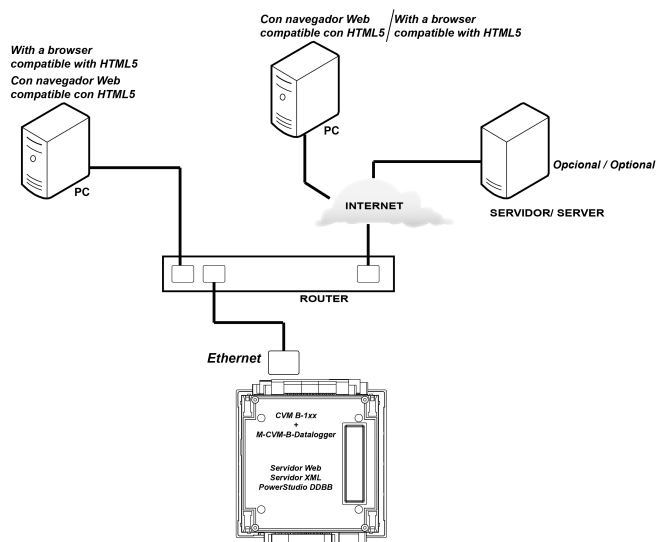 Con navegador Web
compatible con HTML5 / With a browser
compatible with HTML5
With a browser
compatible with HTML5
Con navegador Web
compatible con HTML5
PC
PC
Opcional / Optional
INTERNET
SERVIDOR/ SERVER
ROUTER
Ethernet
CVM B-1xx
+
M-CVM-B-Datalogger
Servidor Web
Servidor XML
PowerStudio DDBB